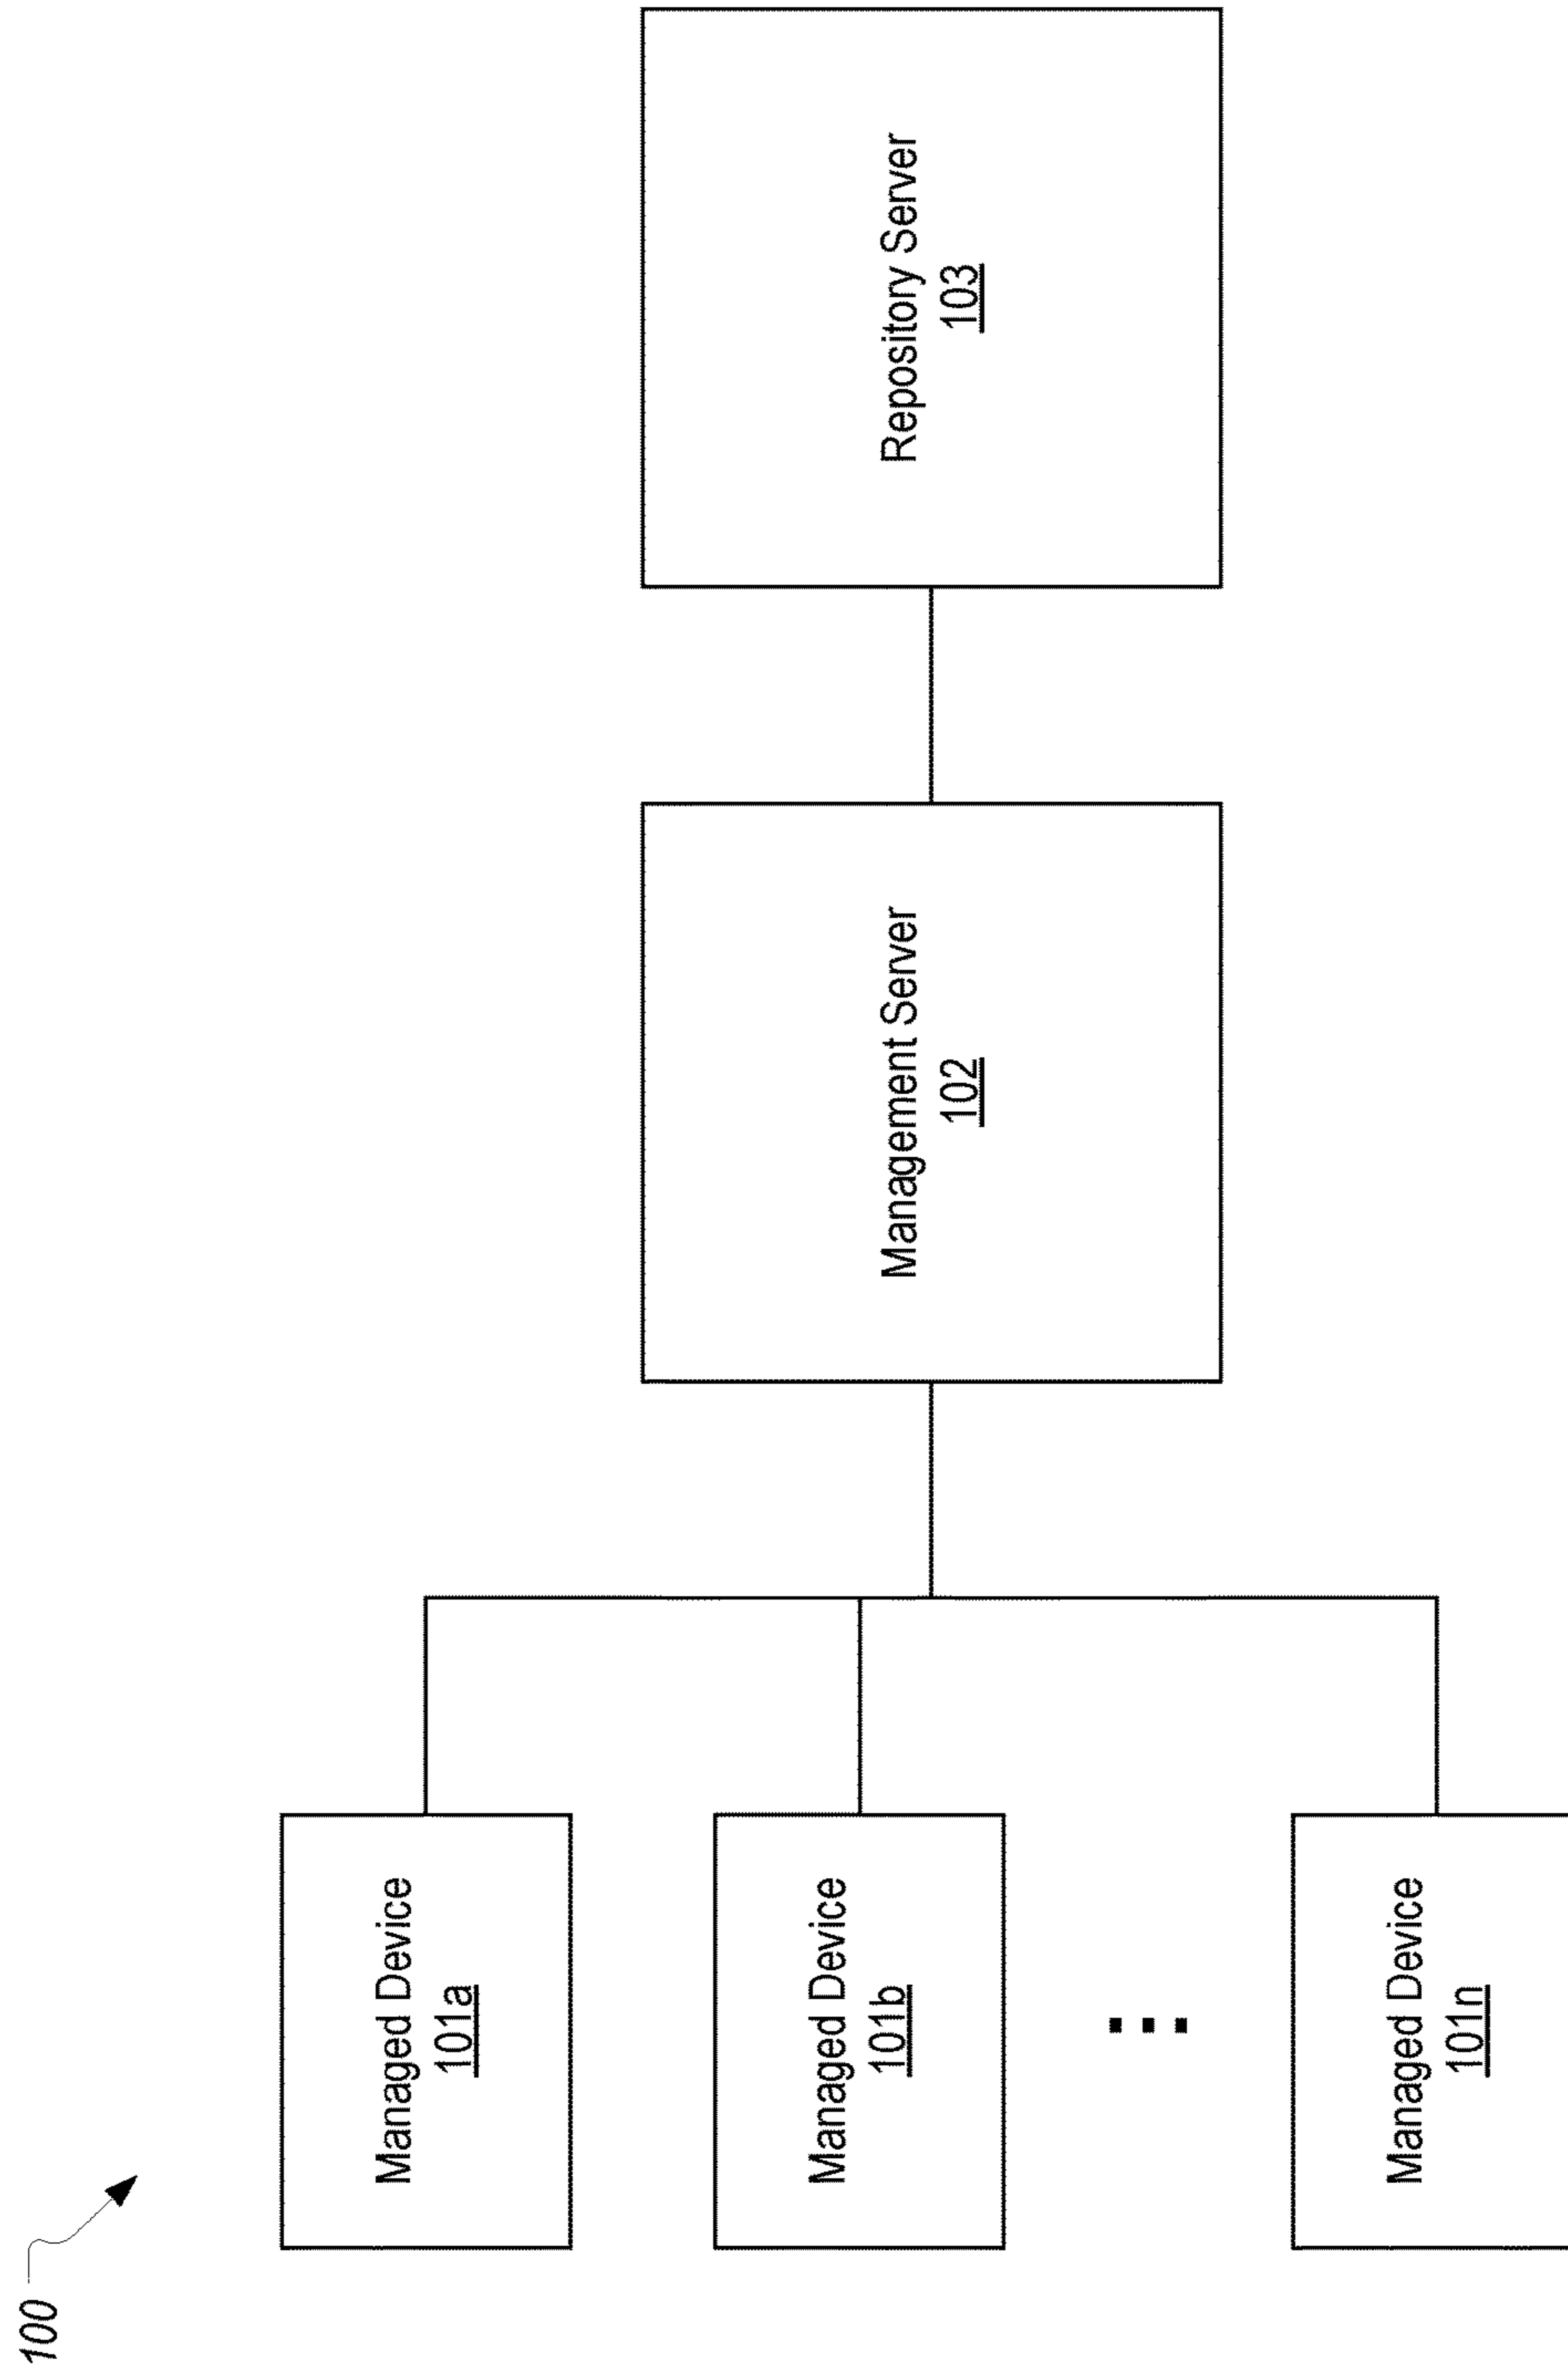 100
Managed Device
101a
Managed Device
101b
Managed Device
101n
Management Server
102
Repository Server
103